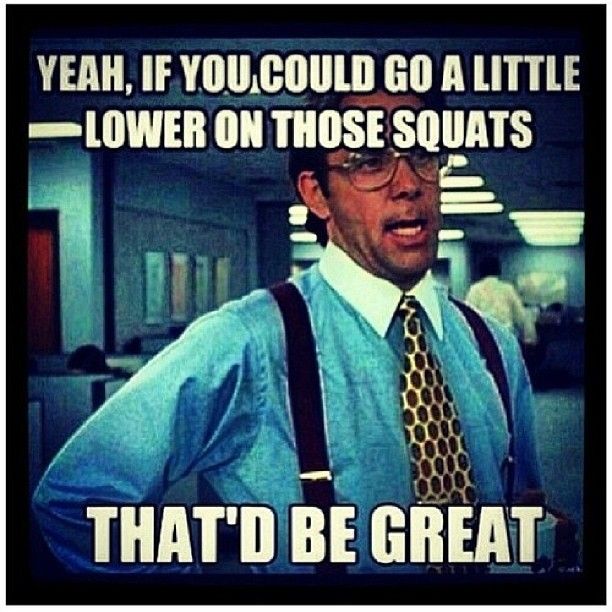 YEAH, IF YOU COULD GO A LITTLE
LOWER ON THOSE SQUATS
THAT'D BE GREAT